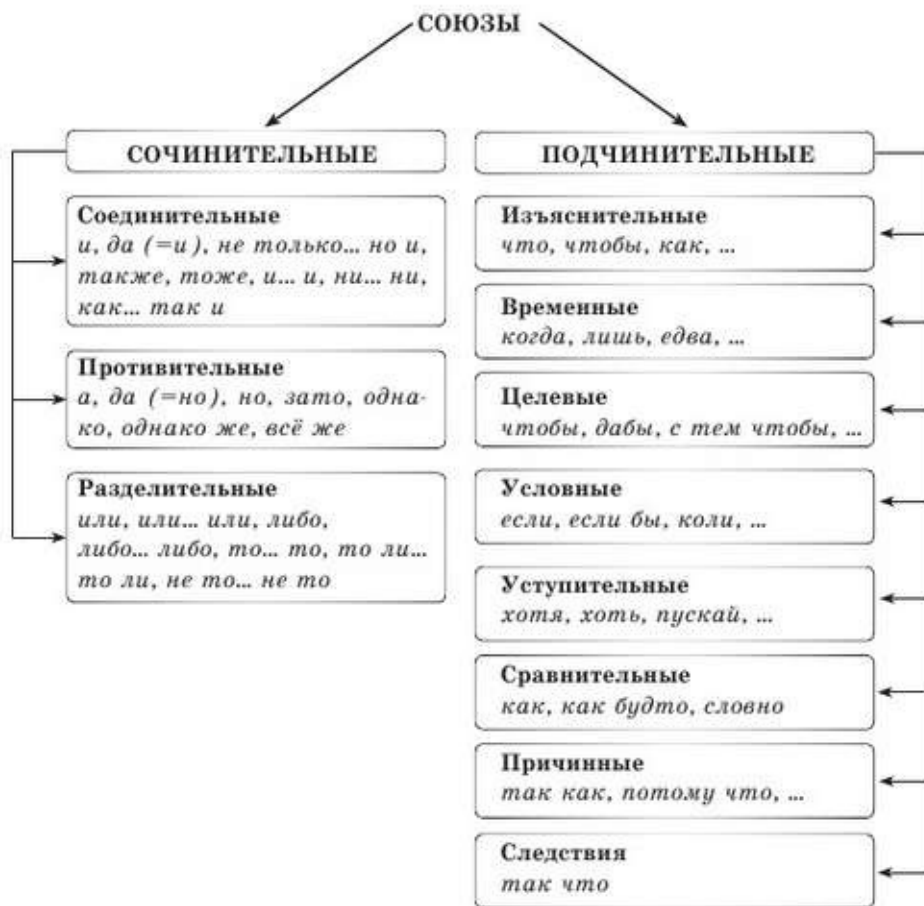 СОЮЗЫ
СОЧИНИТЕЛЬНЫЕ
Соединительные
и, да (=и), не только... но и,
также, тоже, и... и, ни... ни,
как... так и
Противительные
а, да (=но), но, зато, одна-
ко, однако же, всё же
Разделительные
или, или... или, либо,
либо... либо, то... то, то ли...
то ли, не то... не то
ПОДЧИНИТЕЛЬНЫЕ
Изъяснительные
что, чтобы, как, ...
Временные
когда, лишь, едва, ...
Целевые
чтобы, дабы, с тем чтобы, ...
Условные
если, если бы, коли, ...
Уступительные
хотя, хоть, пускай, ...
Сравнительные
как, как будто, словно
Причинные
так как, потому что, ...
Следствия
так что